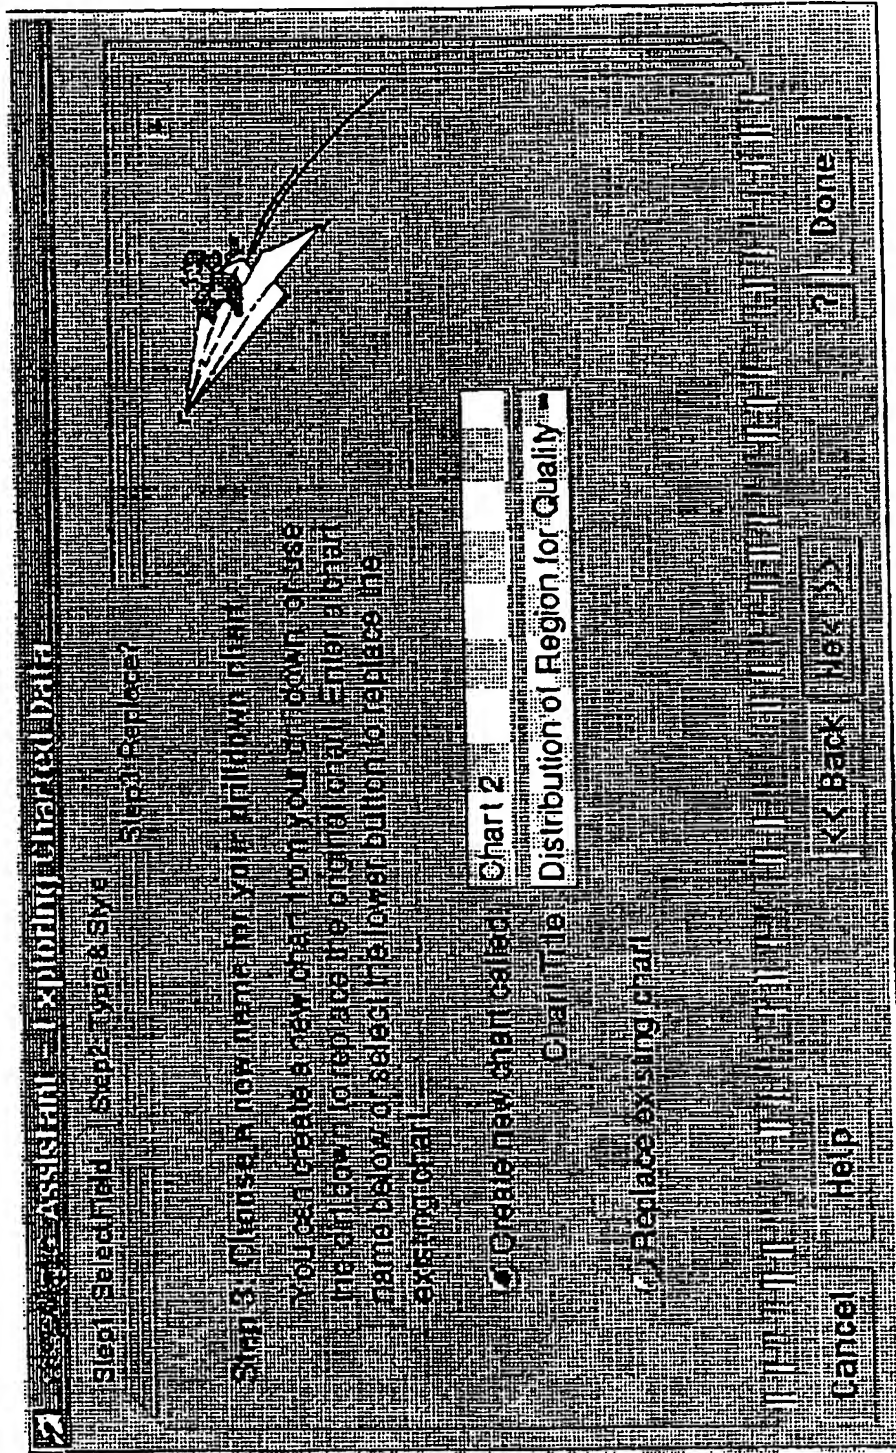 Assistant - Exploring Charted Data
Step1: Select Field
Step2: Type & Style
Step3: Replace?
Step 3: Choose a new name for your drilldown chart.
You can create a new chart from your drill down or use
the drilldown to replace the original chart. Enter a chart
name below or select the lower button to replace the
existing chart.
Create new chart called:
Chart 2
Chart Title
Distribution of Region for Quality =
Replace existing chart
Cancel
Help
<< Back
Next >>
?
Done